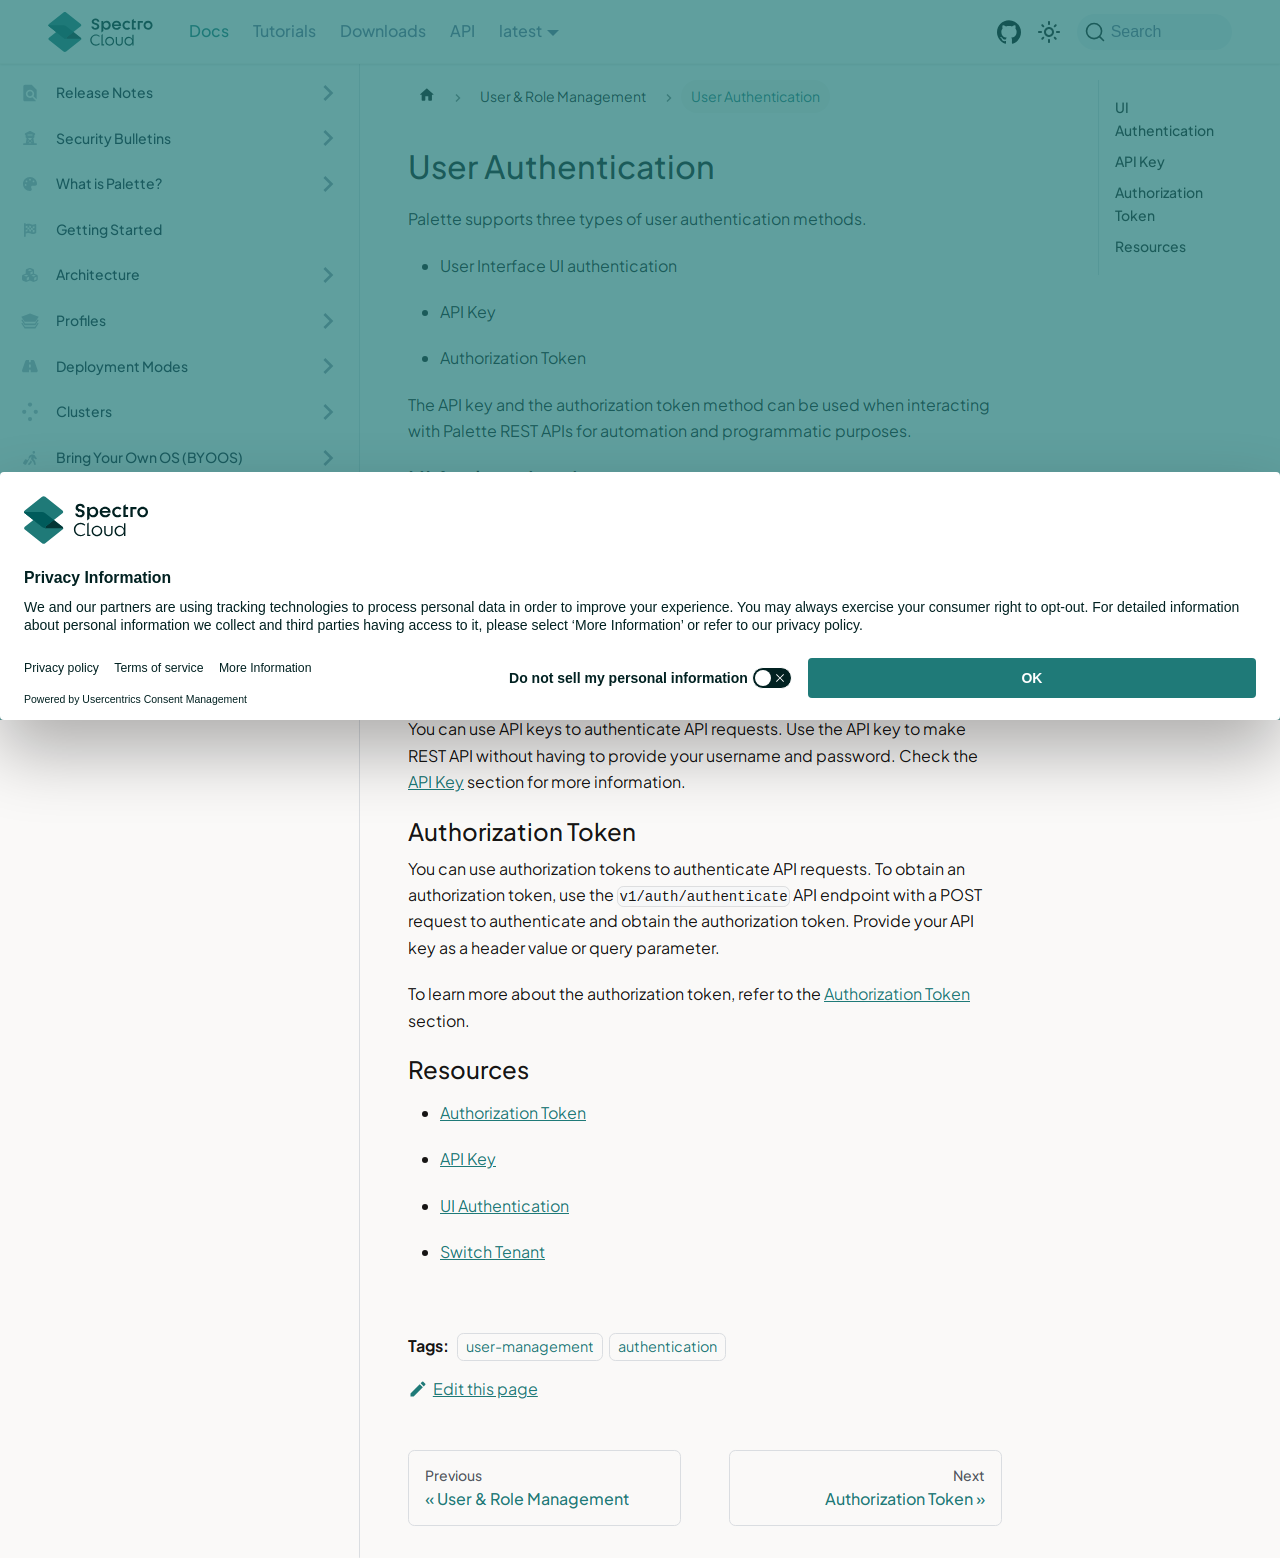 Spectro
Cloud
Docs
Tutorials
Downloads
API
latest
Search
Release Notes
Security Bulletins
What is Palette?
Getting Started
Architecture
Profiles
Deployment Modes
Clusters
Bring Your Own OS (BYOOS)
User & Role Management
User Authentication
UI
Authentication
API Key
Authorization
Token
Resources
User Authentication
Palette supports three types of user authentication methods.
User Interface UI authentication
API Key
Authorization Token
The API key and the authorization token method can be used when interacting
with Palette REST APIs for automation and programmatic purposes.
Spectro
Cloud
Privacy Information
We and our partners are using tracking technologies to process personal data in order to improve your experience. You may always exercise your consumer right to opt-out. For detailed information
about personal information we collect and third parties having access to it, please select ‘More Information’ or refer to our privacy policy.
Privacy policy
Terms of service
More Information
Powered by Usercentrics Consent Management
Do not sell my personal information
OK
You can use API keys to authenticate API requests. Use the API key to make
REST API without having to provide your username and password. Check the
API Key section for more information.
Authorization Token
You can use authorization tokens to authenticate API requests. To obtain an
authorization token, use the v1/auth/authenticate API endpoint with a POST
request to authenticate and obtain the authorization token. Provide your API
key as a header value or query parameter.
To learn more about the authorization token, refer to the Authorization Token
section.
Resources
Authorization Token
API Key
UI Authentication
Switch Tenant
Tags: user-management authentication
Edit this page
Previous
« User & Role Management
Next
Authorization Token »